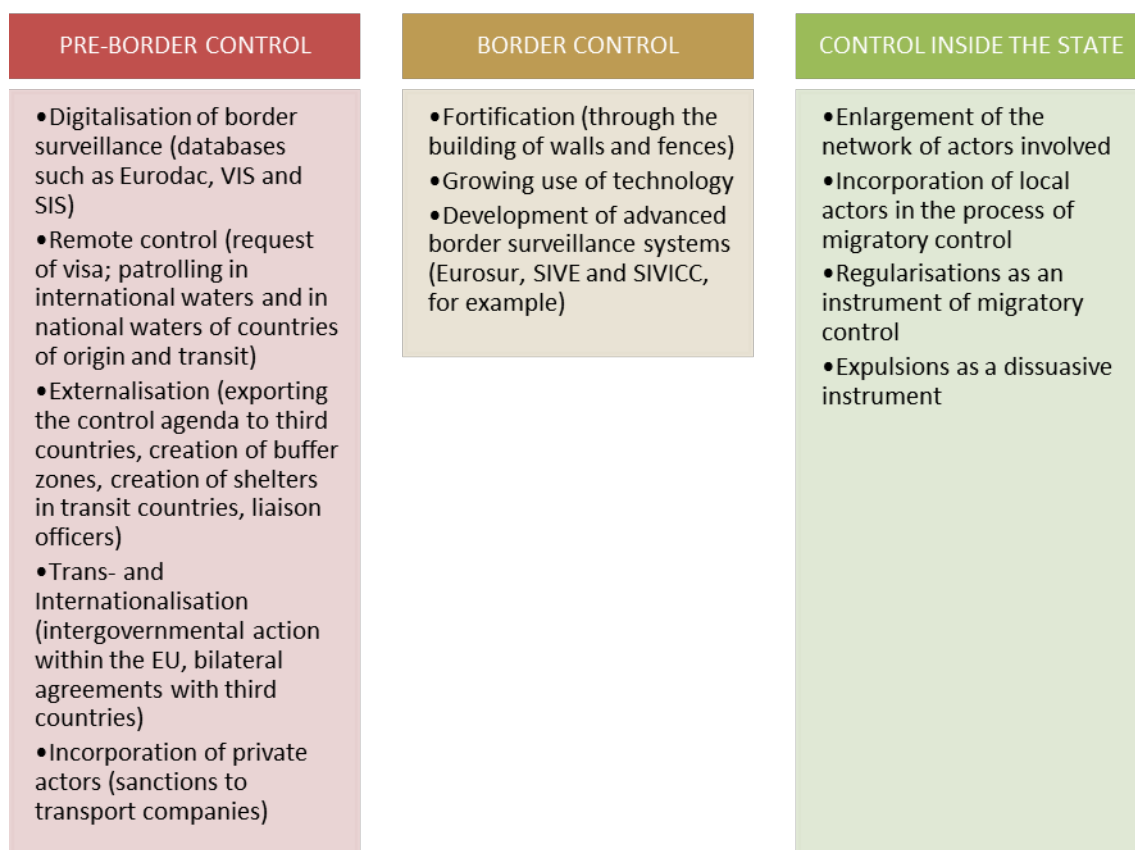 PRE-BORDER CONTROL
•Digitalisation of border
surveillance (databases
such as Eurodac, VIS and
SIS)
•Remote control (request
of visa; patrolling in
international waters and in
national waters of countries
of origin and transit)
•Externalisation (exporting
the control agenda to third
countries, creation of buffer
zones, creation of shelters
in transit countries, liaison
officers)
•Trans- and
Internationalisation
(intergovernmental action
within the EU, bilateral
agreements with third
countries)
•Incorporation of private
actors (sanctions to
transport companies)
BORDER CONTROL
•Fortification (through the
building of walls and fences)
•Growing use of technology
•Development of advanced
border surveillance systems
(Eurosur, SIVE and SIVICC,
for example)
CONTROL INSIDE THE STATE
•Enlargement of the
network of actors involved
•Incorporation of local
actors in the process of
migratory control
•Regularisations as an
instrument of migratory
control
•Expulsions as a dissuasive
instrument